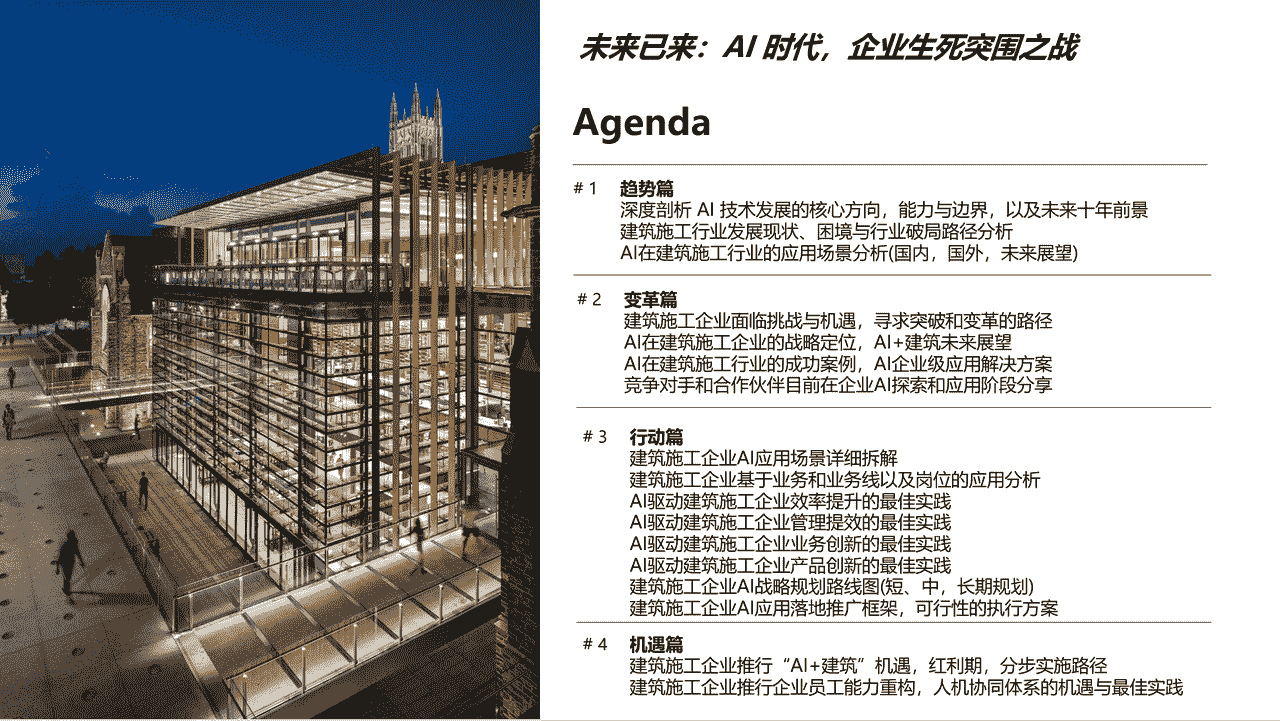 未来已来：AI 时代，企业生死突围之战
Agenda
# 1 趋势篇
深度剖析 AI 技术发展的核心方向，能力与边界，以及未来十年前景
建筑施工行业发展现状、困境与行业破局路径分析
AI在建筑施工行业的应用场景分析(国内，国外，未来展望)
# 2 变革篇
建筑施工企业面临挑战与机遇，寻求突破和变革的路径
AI在建筑施工企业的战略定位，AI+建筑未来展望
AI在建筑施工行业的成功案例，AI企业级应用解决方案
竞争对手和合作伙伴目前在企业AI探索和应用阶段分享
# 3 行动篇
建筑施工企业AI应用场景详细拆解
建筑施工企业基于业务和业务线以及岗位的应用分析
AI驱动建筑施工企业效率提升的最佳实践
AI驱动建筑施工企业管理提效的最佳实践
AI驱动建筑施工企业业务创新的最佳实践
AI驱动建筑施工企业产品创新的最佳实践
建筑施工企业AI战略规划路线图(短、中，长期规划)
建筑施工企业AI应用落地推广框架，可行性的执行方案
# 4 机遇篇
建筑施工企业推行“AI+建筑”机遇，红利期，分步实施路径
建筑施工企业推行企业员工能力重构，人机协同体系的机遇与最佳实践